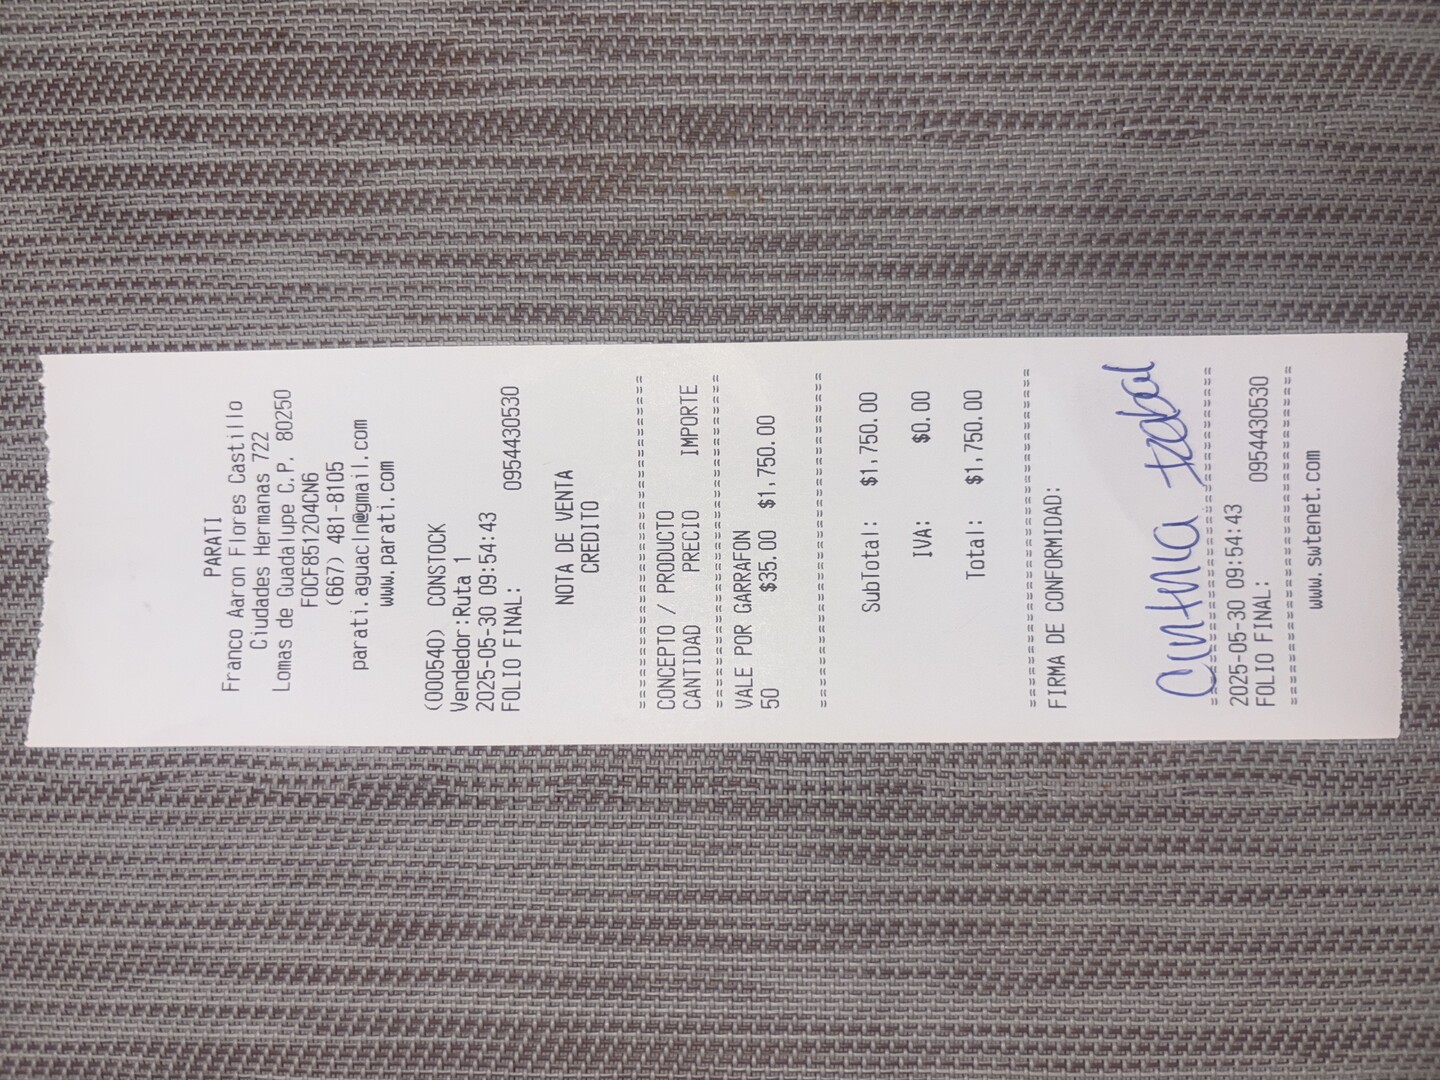 PARATI
Franco Aaron Flores Castillo
Ciudades Hermanas 722
Lomas de Guadalupe C.P. 80250
FOCF851204CN6
(667) 481-8105
parati.aguacln@gmail.com
www.parati.com
(000540) CONSTOCK
Vendedor:Ruta 1
2025-05-30 09:54:43
FOLIO FINAL: 0954430530
NOTA DE VENTA
CREDITO
================================
CONCEPTO / PRODUCTO
CANTIDAD PRECIO IMPORTE
================================
VALE POR GARRAFON
50 $35.00 $1,750.00
================================
SubTotal: $1,750.00
IVA: $0.00
Total: $1,750.00
================================
FIRMA DE CONFORMIDAD:
================================
2025-05-30 09:54:43
FOLIO FINAL: 0954430530
================================
www.swtenet.com